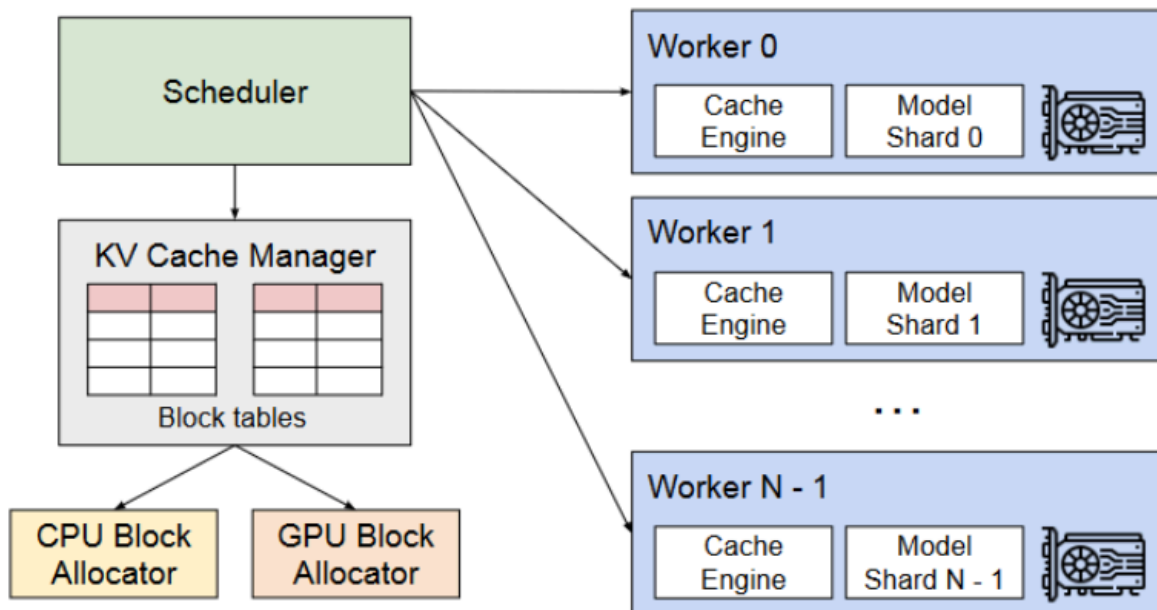 Scheduler
KV Cache Manager
Block tables
CPU Block
Allocator
GPU Block
Allocator
Worker 0
Cache
Engine
Model
Shard 0
Worker 1
Cache
Engine
Model
Shard 1
...
Worker N - 1
Cache
Engine
Model
Shard N - 1